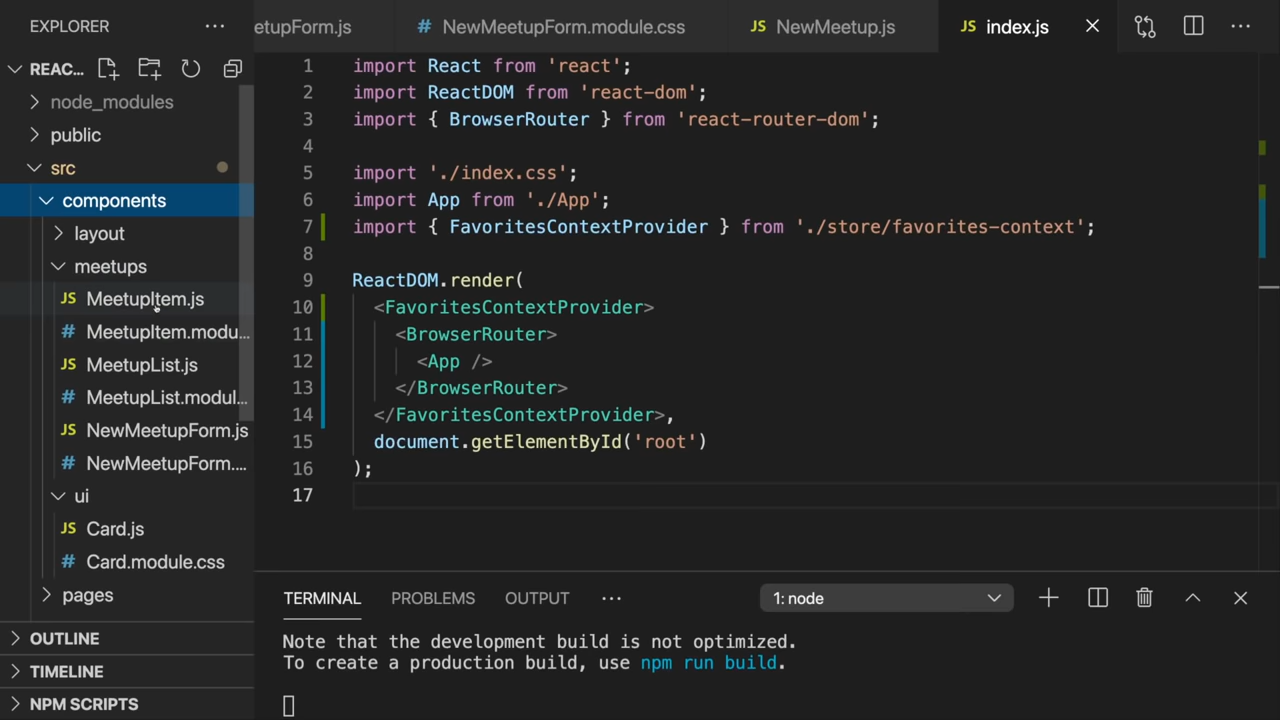 EXPLORER
REAC...
node_modules
public
src
components
layout
meetups
JS MeetupItem.js
# MeetupItem.modu...
JS MeetupList.js
# MeetupList.modul...
JS NewMeetupForm.js
# NewMeetupForm....
ui
JS Card.js
# Card.module.css
pages
OUTLINE
TIMELINE
NPM SCRIPTS
etupForm.js
# NewMeetupForm.module.css
JS NewMeetup.js
JS index.js
1 import React from 'react';
2 import ReactDOM from 'react-dom';
3 import { BrowserRouter } from 'react-router-dom';
4
5 import './index.css';
6 import App from './App';
7 import { FavoritesContextProvider } from './store/favorites-context';
8
9 ReactDOM.render(
10 <FavoritesContextProvider>
11 <BrowserRouter>
12 <App />
13 </BrowserRouter>
14 </FavoritesContextProvider>,
15 document.getElementById('root')
16 );
17
TERMINAL PROBLEMS OUTPUT ... 1: node
Note that the development build is not optimized.
To create a production build, use npm run build.